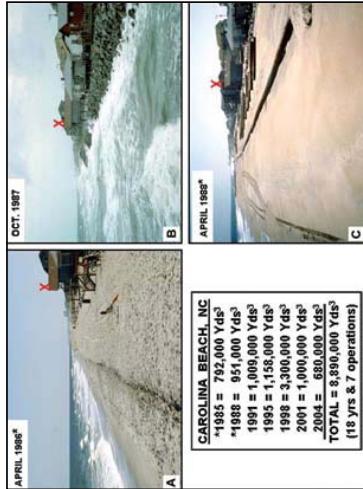 APRIL 1986*
A
OCT. 1987
B
CAROLINA BEACH, NC
*1985 = 792,000 Yds³
*1988 = 951,000 Yds³
1991 = 1,009,000 Yds³
1995 = 1,158,000 Yds³
1998 = 3,300,000 Yds³
2001 = 1,000,000 Yds³
2004 = 680,000 Yds³
TOTAL = 8,890,000 Yds³
(18 yrs & 7 operations)
APRIL 1988*
C